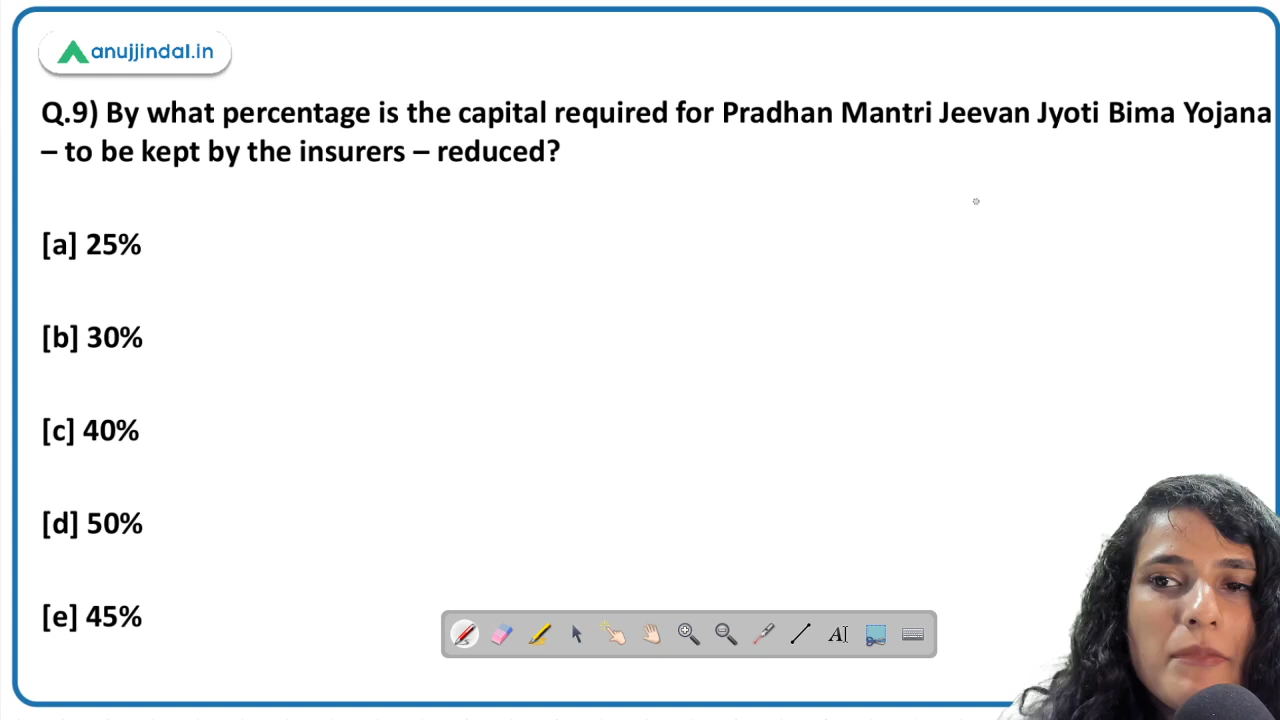 anujjindal.in
Q.9) By what percentage is the capital required for Pradhan Mantri Jeevan Jyoti Bima Yojana
– to be kept by the insurers – reduced?
[a] 25%
[b] 30%
[c] 40%
[d] 50%
[e] 45%
AI